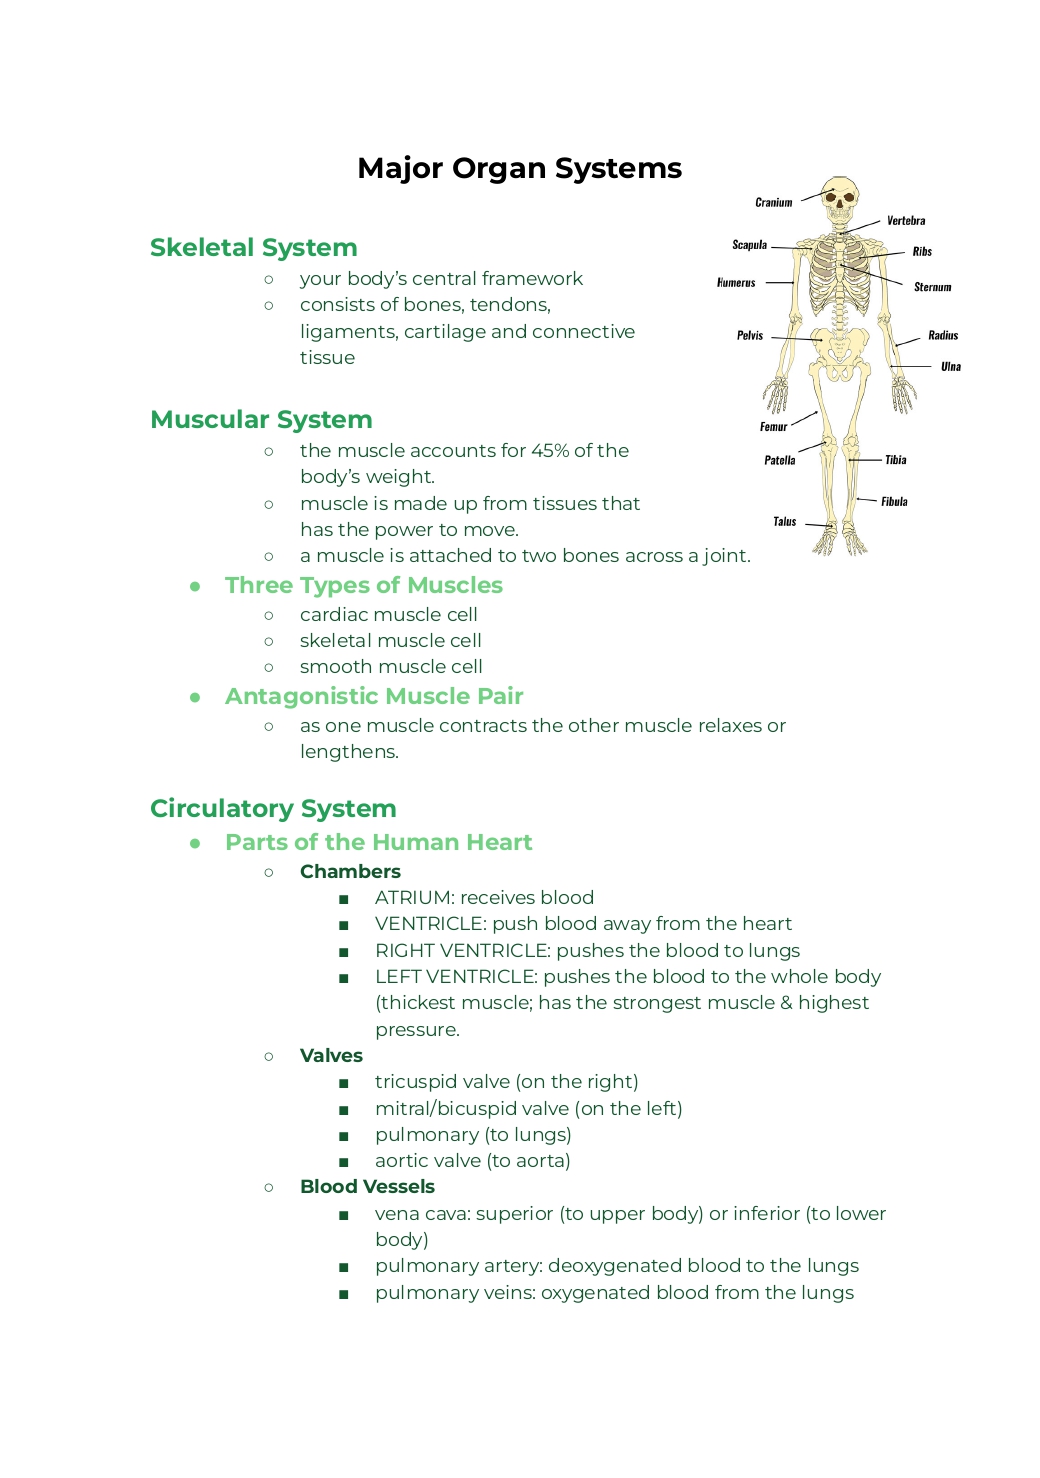 Major Organ Systems
Cranium
Vertebra
Skeletal System
Scapula
Ribs
○ your body’s central framework
Humerus
Sternum
○ consists of bones, tendons,
ligaments, cartilage and connective
Pelvis
Radius
tissue
Ulna
Muscular System
Femur
○ the muscle accounts for 45% of the
Patella
Tibia
body’s weight.
○ muscle is made up from tissues that
Fibula
has the power to move.
Talus
○ a muscle is attached to two bones across a joint.
● Three Types of Muscles
○ cardiac muscle cell
○ skeletal muscle cell
○ smooth muscle cell
● Antagonistic Muscle Pair
○ as one muscle contracts the other muscle relaxes or
lengthens.
Circulatory System
● Parts of the Human Heart
○ Chambers
■ ATRIUM: receives blood
■ VENTRICLE: push blood away from the heart
■ RIGHT VENTRICLE: pushes the blood to lungs
■ LEFT VENTRICLE: pushes the blood to the whole body
(thickest muscle; has the strongest muscle & highest
pressure.
○ Valves
■ tricuspid valve (on the right)
■ mitral/bicuspid valve (on the left)
■ pulmonary (to lungs)
■ aortic valve (to aorta)
○ Blood Vessels
■ vena cava: superior (to upper body) or inferior (to lower
body)
■ pulmonary artery: deoxygenated blood to the lungs
■ pulmonary veins: oxygenated blood from the lungs